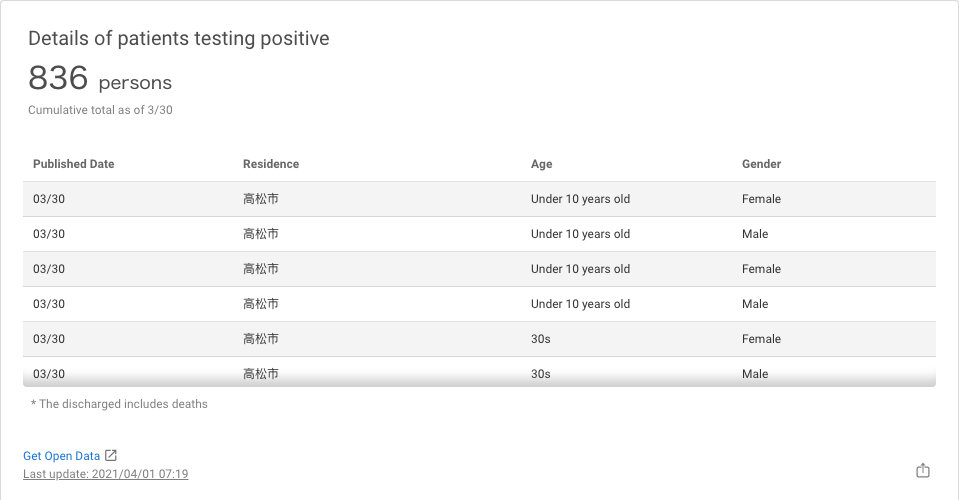 Details of patients testing positive
836 persons
Cumulative total as of 3/30
Published Date Residence Age Gender
03/30 高松市 Under 10 years old Female
03/30 高松市 Under 10 years old Male
03/30 高松市 Under 10 years old Female
03/30 高松市 Under 10 years old Male
03/30 高松市 30s Female
03/30 高松市 30s Male
* The discharged includes deaths
Get Open Data
Last update: 2021/04/01 07:19